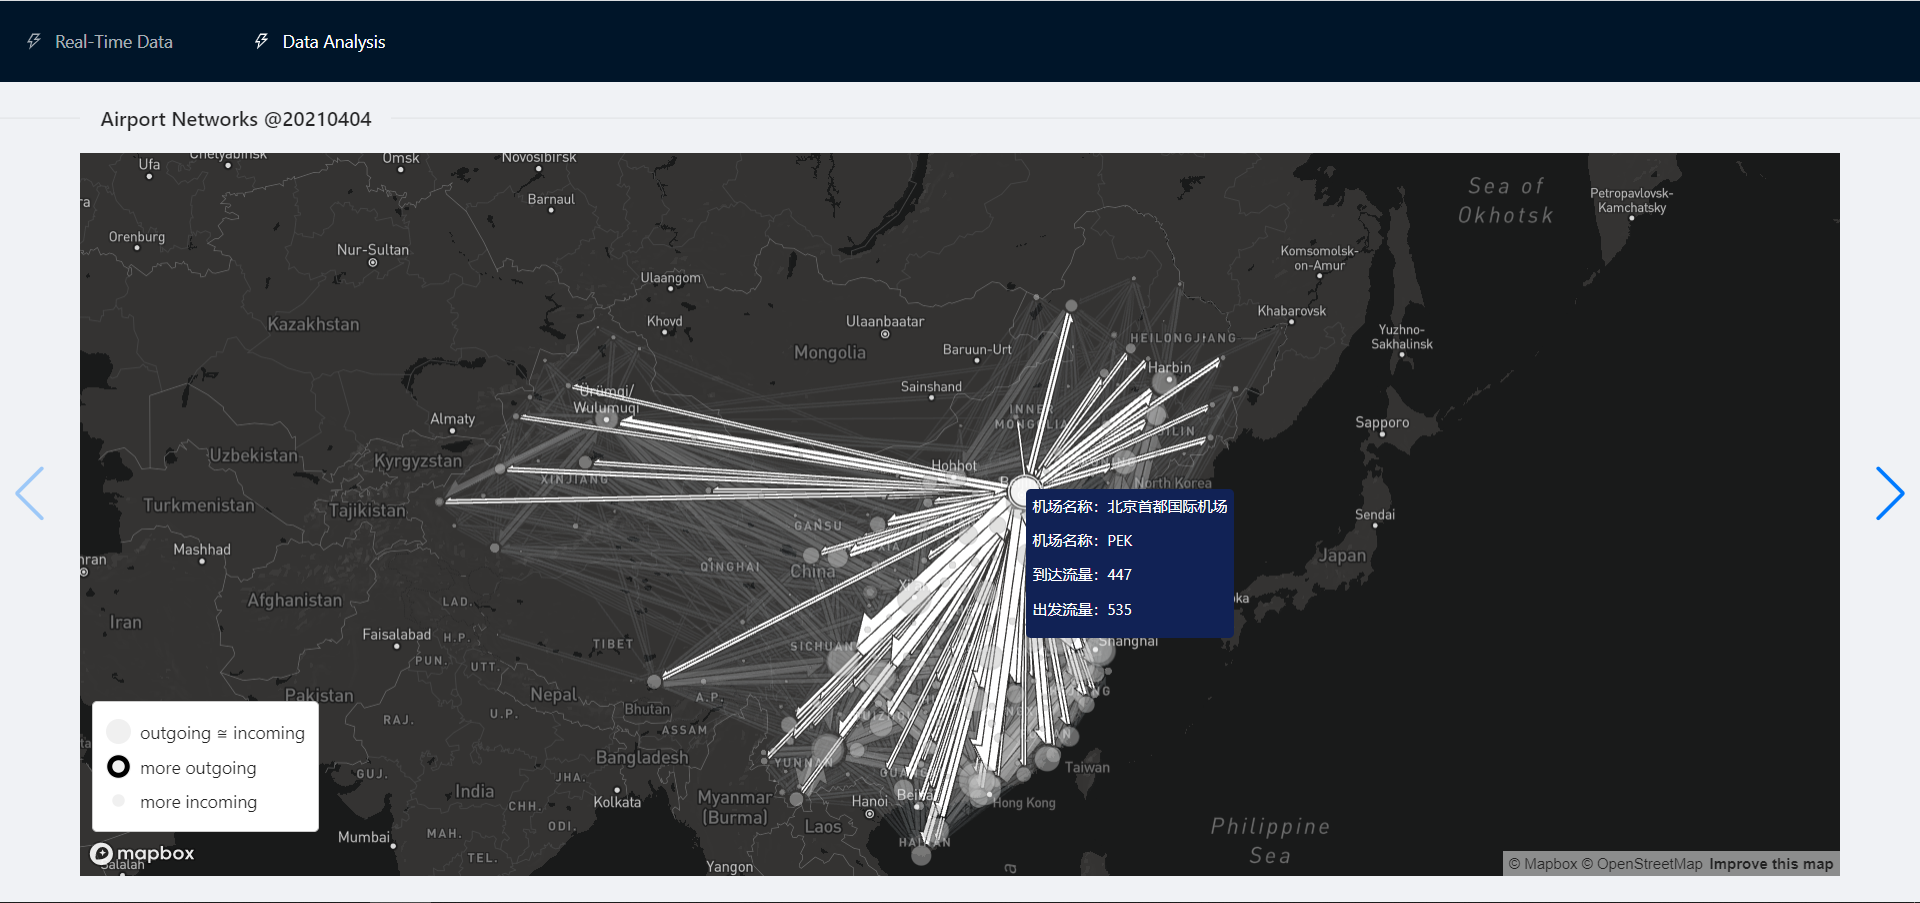 Real-Time Data
Data Analysis
Airport Networks @20210404
Ufa
Chelyabinsk
Omsk
Novosibirsk
Barnaul
Orenburg
Nur-Sultan
Ulaangom
Khovd
Ulaanbaatar
Baruun-Urt
Sainshand
Mongolia
Kazakhstan
Sea of
Okhotsk
Petropavlovsk-
Kamchatsky
Komsomolsk-
on-Amur
Khabarovsk
Yuzhno-
Sakhalinsk
HEILONGJIANG
Harbin
INNER
MONGOLIA
Ürümqi/
Wulumuqi
Almaty
Uzbekistan
Kyrgyzstan
XINJIANG
Hohhot
Sapporo
North Korea
Turkmenistan
Tajikistan
GANSU
Sendai
Mashhad
QINGHAI
China
Japan
机场名称：北京首都国际机场
机场名称：PEK
到达流量：447
出发流量：535
Afghanistan
LAD.
Iran
Faisalabad
H.P.
TIBET
SICHUAN
Shanghai
PUN.
UTT.
Pakistan
Nepal
A.P.
RAJ.
U.P.
Bhutan
ASSAM
Bangladesh
YUNNAN
Taiwan
GUJ.
JHA.
India
CHH.
Kolkata
Myanmar
(Burma)
Hanoi
Hong Kong
Laos
ODI.
Mumbai
MAH.
HAINAN
TEL.
Yangon
Salalah
Philippine
Sea
outgoing ≅ incoming
more outgoing
more incoming
mapbox
© Mapbox © OpenStreetMap Improve this map